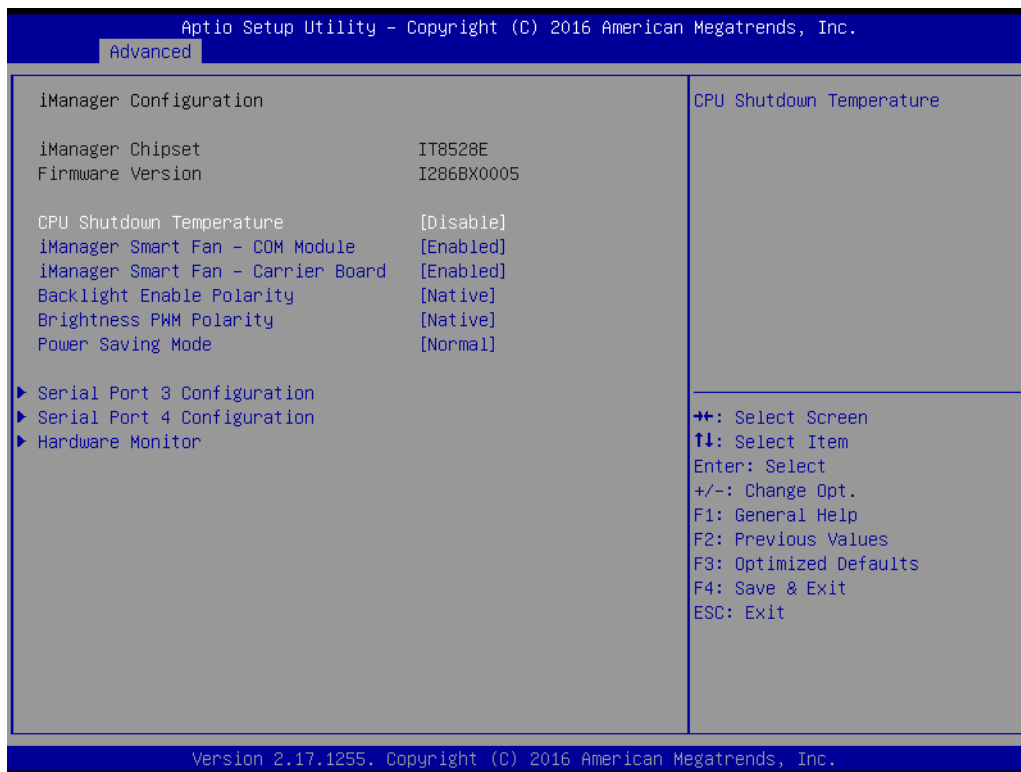 Aptio Setup Utility – Copyright (C) 2016 American Megatrends, Inc.
Advanced
iManager Configuration
iManager Chipset IT8528E
Firmware Version I286BX0005
CPU Shutdown Temperature [Disable]
iManager Smart Fan – COM Module [Enabled]
iManager Smart Fan – Carrier Board [Enabled]
Backlight Enable Polarity [Native]
Brightness PWM Polarity [Native]
Power Saving Mode [Normal]
▶ Serial Port 3 Configuration
▶ Serial Port 4 Configuration
▶ Hardware Monitor
CPU Shutdown Temperature
→←: Select Screen
↑↓: Select Item
Enter: Select
+/-: Change Opt.
F1: General Help
F2: Previous Values
F3: Optimized Defaults
F4: Save & Exit
ESC: Exit
Version 2.17.1255. Copyright (C) 2016 American Megatrends, Inc.